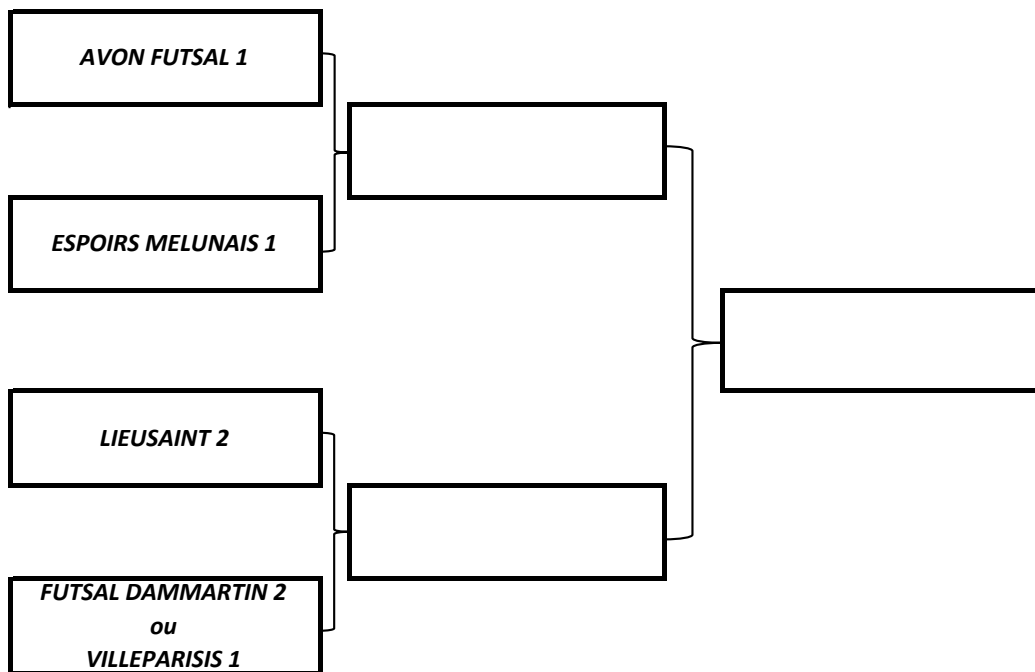 AVON FUTSAL 1
ESPOIRS MELUNAIS 1
LIEUSAINT 2
FUTSAL DAMMARTIN 2
ou
VILLEPARISIS 1